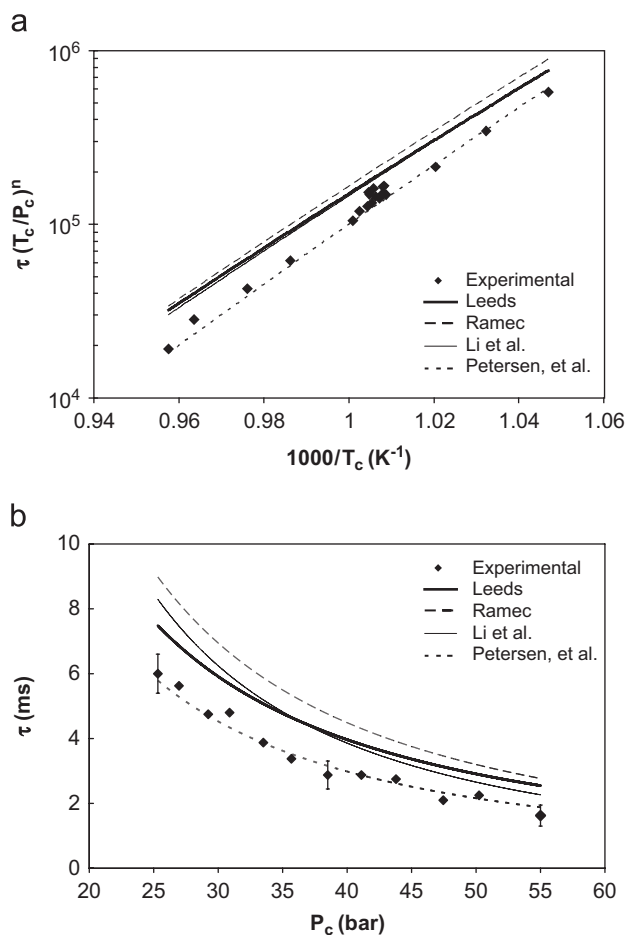 a
τ (T_c/P_c)^n
10^6
10^5
10^4
0.94 0.96 0.98 1 1.02 1.04 1.06
1000/T_c (K^-1)
Experimental
Leeds
Ramec
Li et al.
Petersen, et al.
b
τ (ms)
10
8
6
4
2
0
20 25 30 35 40 45 50 55 60
P_c (bar)
Experimental
Leeds
Ramec
Li et al.
Petersen, et al.